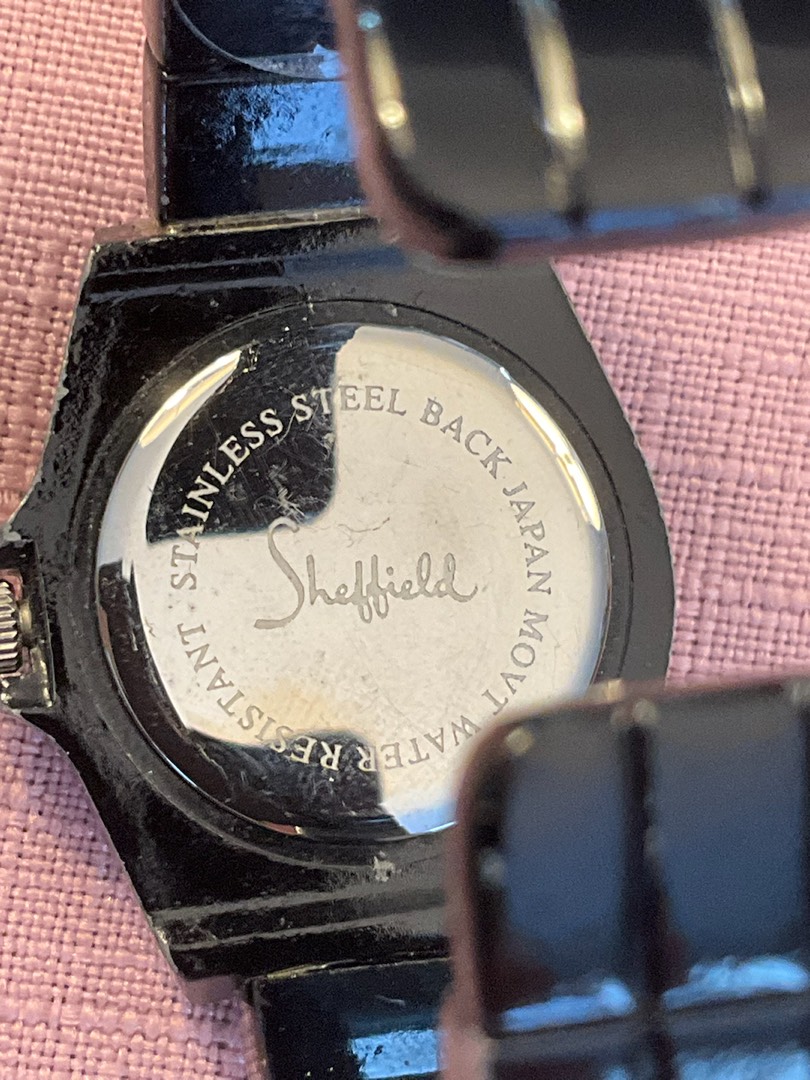 STAINLESS STEEL BACK JAPAN MOVT WATER RESISTANT
Sheffield